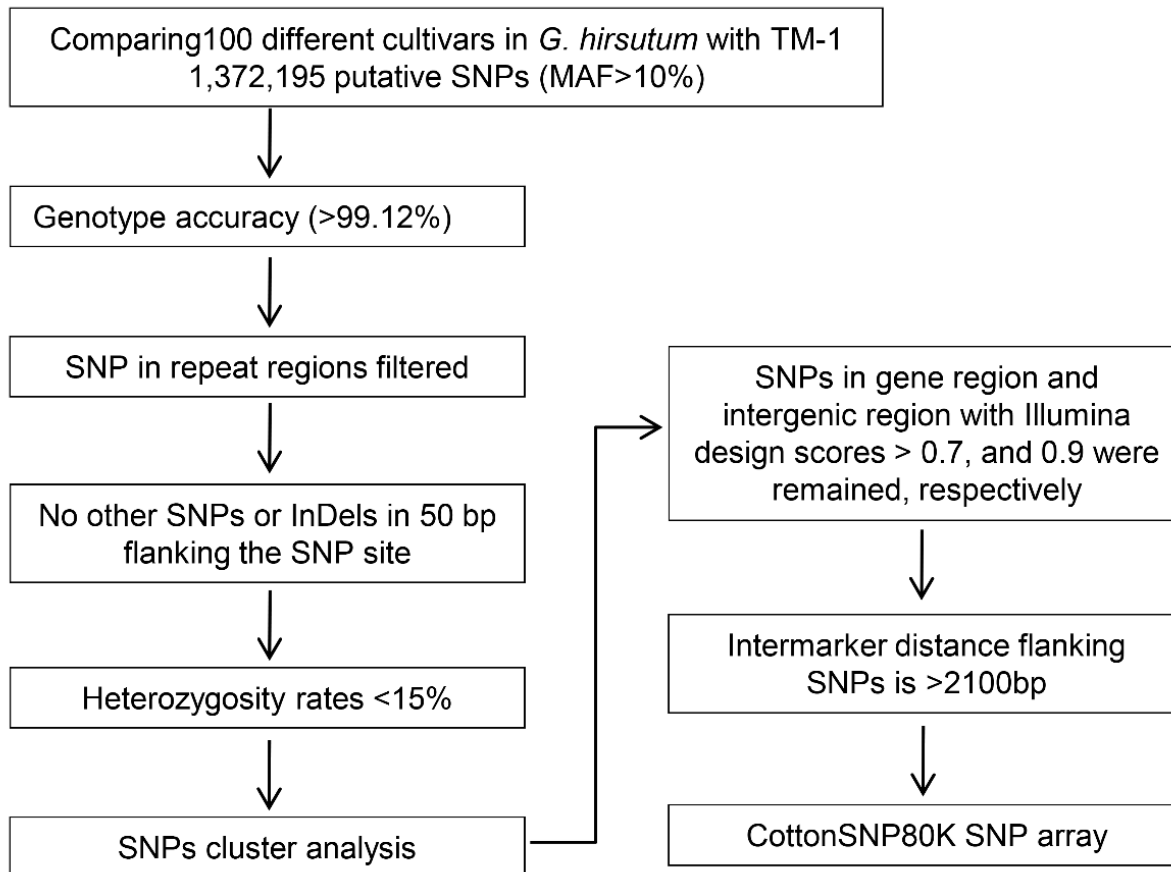 Comparing100 different cultivars in G. hirsutum with TM-1
1,372,195 putative SNPs (MAF>10%)
Genotype accuracy (>99.12%)
SNP in repeat regions filtered
No other SNPs or InDels in 50 bp
flanking the SNP site
Heterozygosity rates <15%
SNPs cluster analysis
SNPs in gene region and
intergenic region with Illumina
design scores > 0.7, and 0.9 were
remained, respectively
Intermarker distance flanking
SNPs is >2100bp
CottonSNP80K SNP array